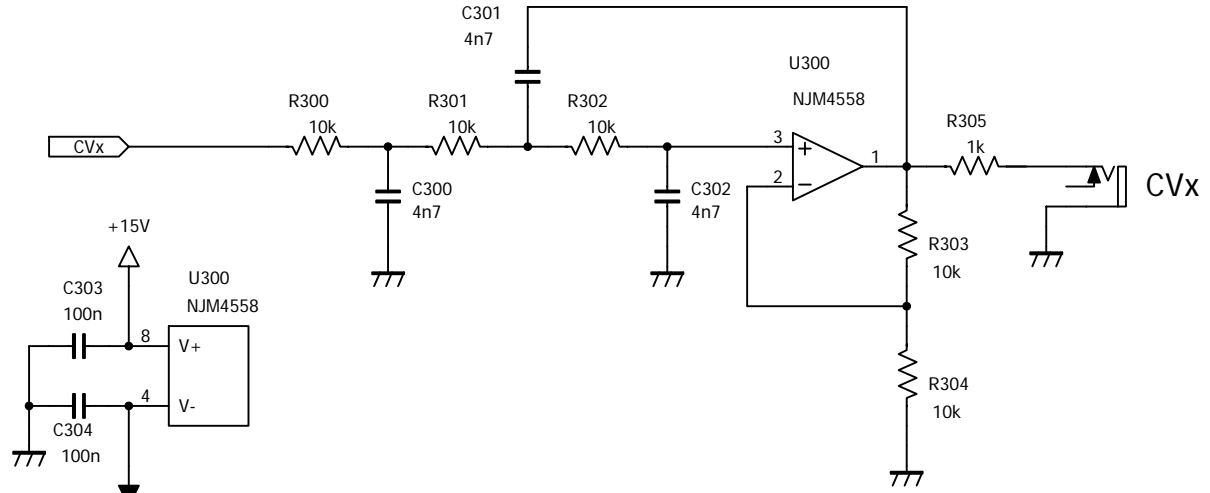 C301
4n7
U300
NJM4558
R300
10k
R301
10k
R302
10k
R305
1k
CVx
3
+
2
−
1
CVx
C300
4n7
C302
4n7
+15V
R303
10k
U300
NJM4558
C303
100n
8
V+
4
V-
C304
100n
R304
10k